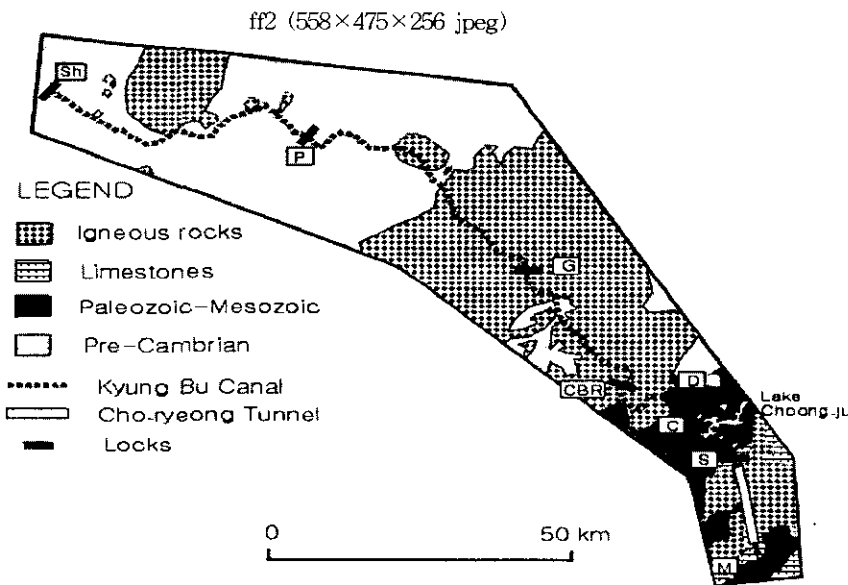 ff2 (558×475×256 jpeg)
Sh
P
LEGEND
Igneous rocks
G
Limestones
Paleozoic-Mesozoic
Pre-Cambrian
Kyung Bu Canal
CBR
D
Lake
Choong-ju
Cho-ryeong Tunnel
C
Locks
S
0 50 km
M